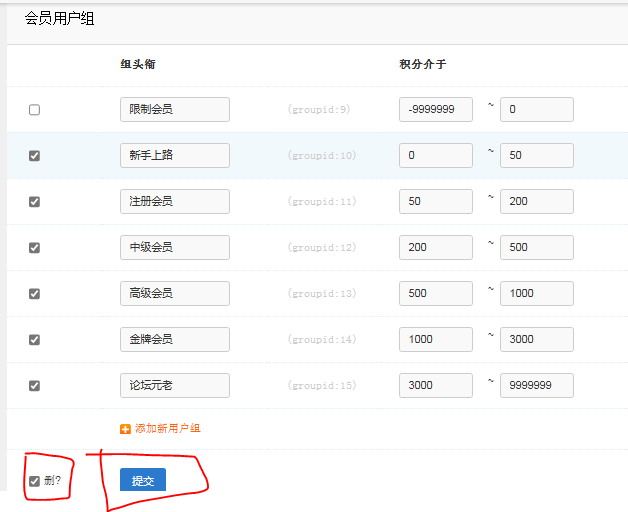 会员用户组
组头衔 积分介于
限制会员 (groupid:9) -9999999 ~ 0
新手上路 (groupid:10) 0 ~ 50
注册会员 (groupid:11) 50 ~ 200
中级会员 (groupid:12) 200 ~ 500
高级会员 (groupid:13) 500 ~ 1000
金牌会员 (groupid:14) 1000 ~ 3000
论坛元老 (groupid:15) 3000 ~ 9999999
添加新用户组
删? 提交